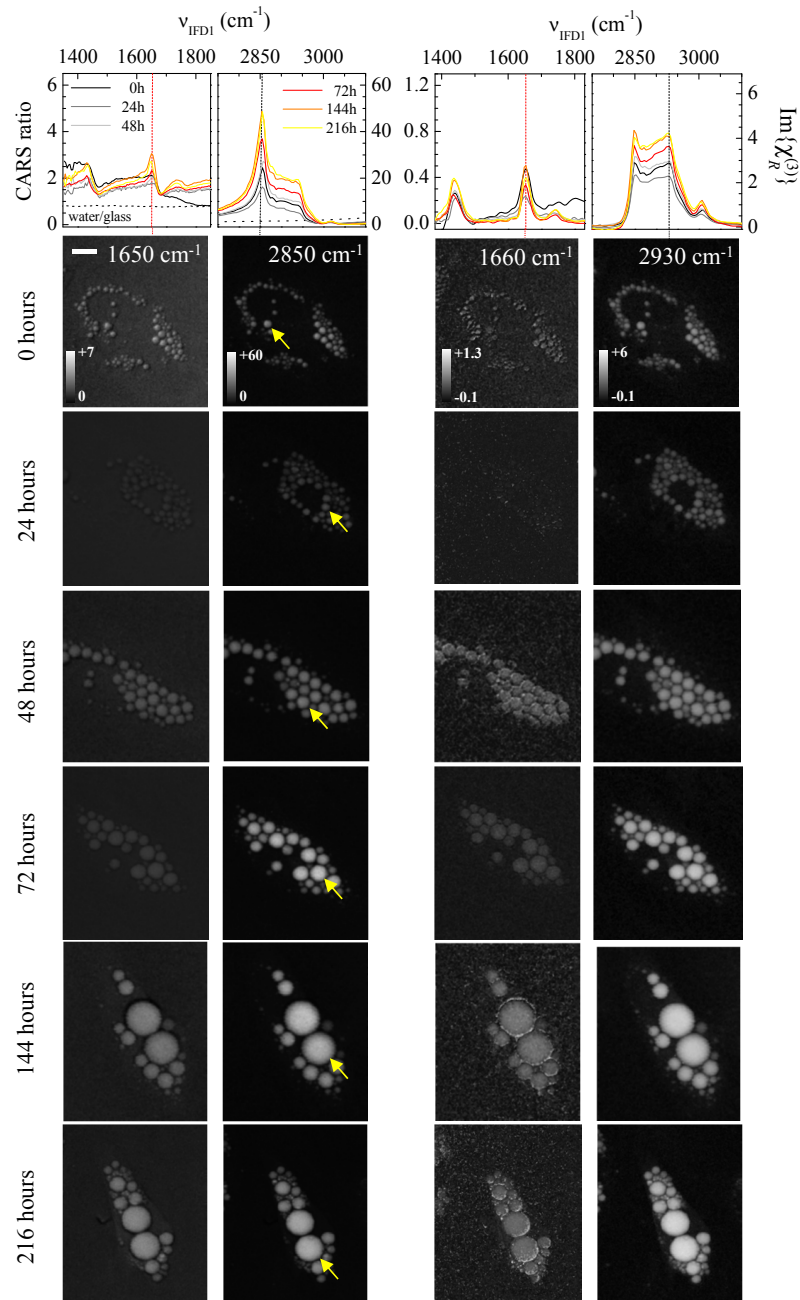 ν_IFD1 (cm⁻¹) ν_IFD1 (cm⁻¹)
1400 1600 1800 2850 3000 1400 1600 1800 2850 3000
CARS ratio
6
4
2
0
0h
24h
48h
water/glass
72h
144h
216h
60
40
20
0
1.2
0.8
0.4
0.0
6
4
2
0
Im{χ_R^(3)}
1650 cm⁻¹ 2850 cm⁻¹ 1660 cm⁻¹ 2930 cm⁻¹
0 hours
+7 +60 +1.3 +6
0 0 -0.1 -0.1
24 hours
48 hours
72 hours
144 hours
216 hours